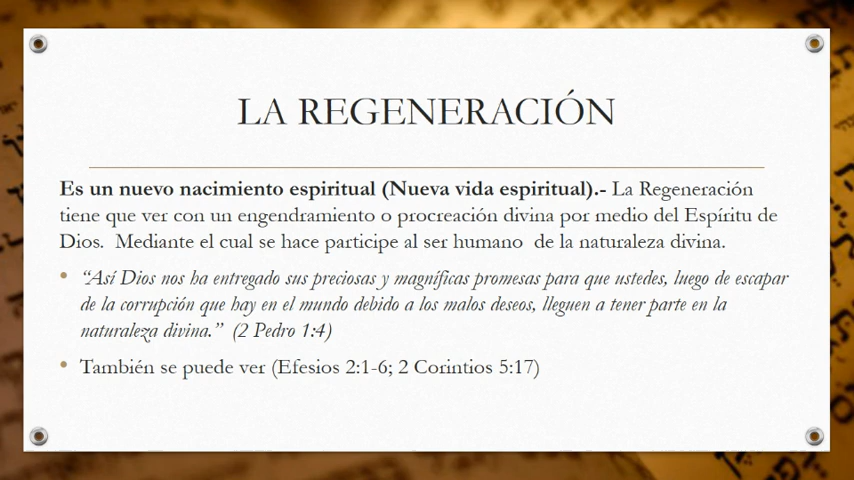 LA REGENERACIÓN
Es un nuevo nacimiento espiritual (Nueva vida espiritual).- La Regeneración
tiene que ver con un engendramiento o procreación divina por medio del Espíritu de
Dios.  Mediante el cual se hace participe al ser humano  de la naturaleza divina.
• “Así Dios nos ha entregado sus preciosas y magníficas promesas para que ustedes, luego de escapar
de la corrupción que hay en el mundo debido a los malos deseos, lleguen a tener parte en la
naturaleza divina.”  (2 Pedro 1:4)
• También se puede ver (Efesios 2:1-6; 2 Corintios 5:17)